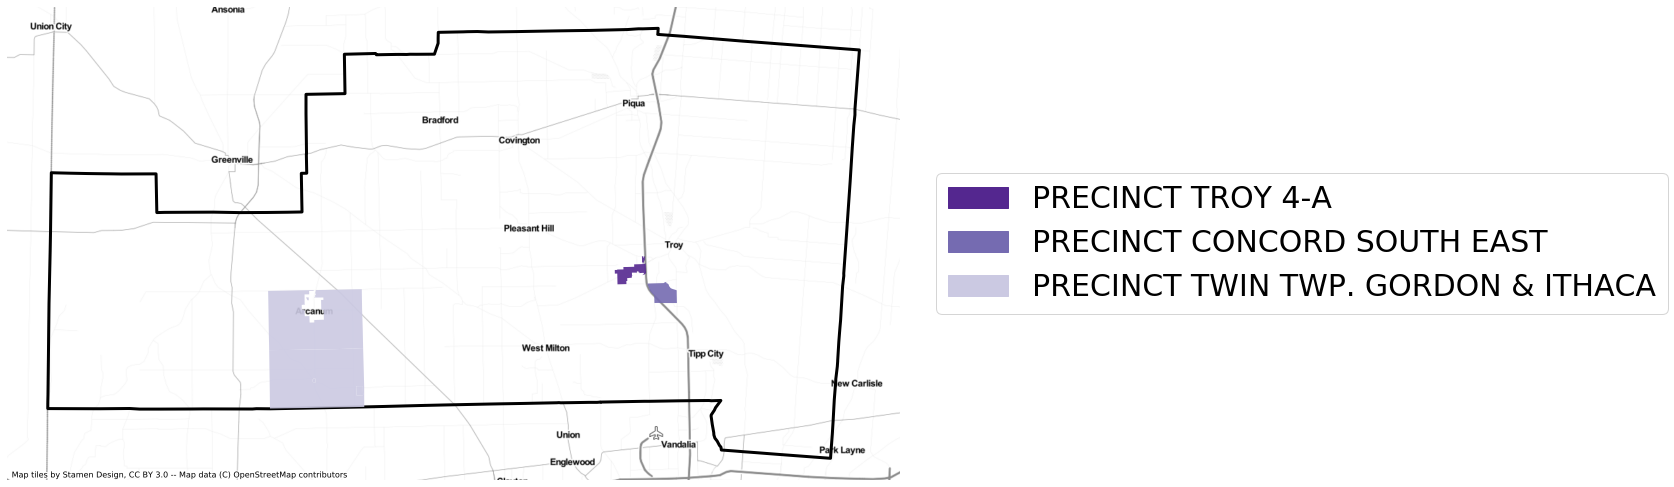 Ansonia
Union City
Piqua
Bradford
Covington
Greenville
Pleasant Hill
Troy
Arcanum
West Milton
Tipp City
New Carlisle
Union
Vandalia
Park Layne
Englewood
Map tiles by Stamen Design, CC BY 3.0 -- Map data (C) OpenStreetMap contributors
PRECINCT TROY 4-A
PRECINCT CONCORD SOUTH EAST
PRECINCT TWIN TWP. GORDON & ITHACA